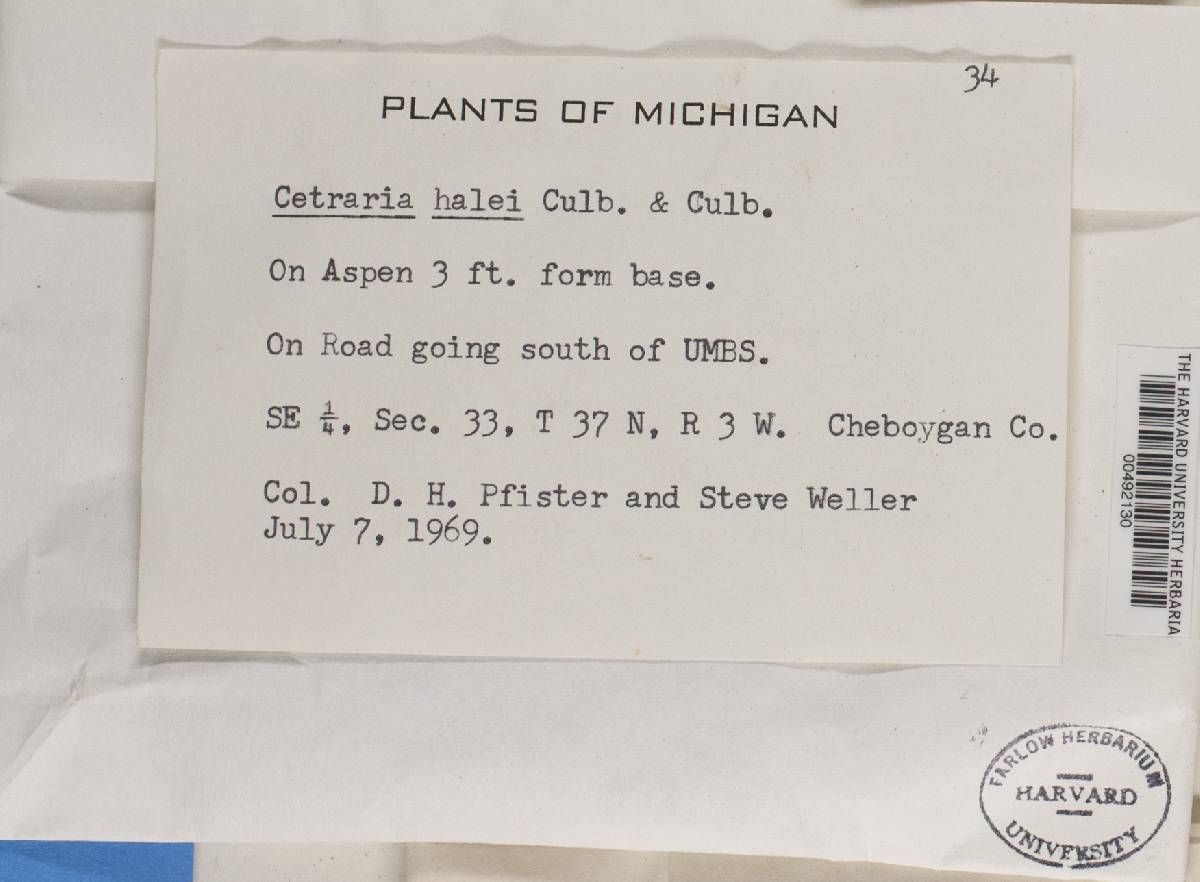 34
PLANTS OF MICHIGAN
Cetraria halei Culb. & Culb.
On Aspen 3 ft. form base.
On Road going south of UMBS.
SE ¼, Sec. 33, T 37 N, R 3 W. Cheboygan Co.
Col. D. H. Pfister and Steve Weller
July 7, 1969.
THE HARVARD UNIVERSITY HERBARIA
00492130
FARLOW HERBARIUM
HARVARD
UNIVERSITY